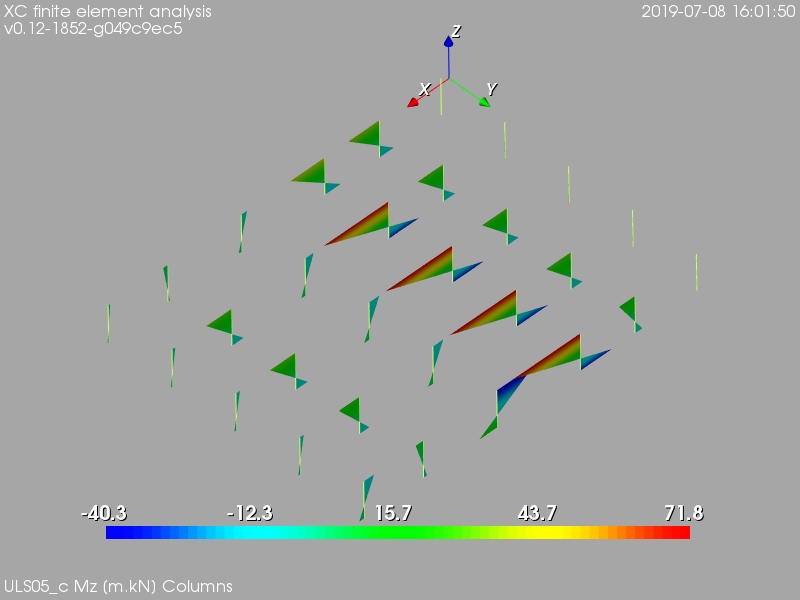 XC finite element analysis
v0.12-1852-g049c9ec5
2019-07-08 16:01:50
Z
X
Y
-40.3
-12.3
15.7
43.7
71.8
ULS05_c Mz [m.kN] Columns